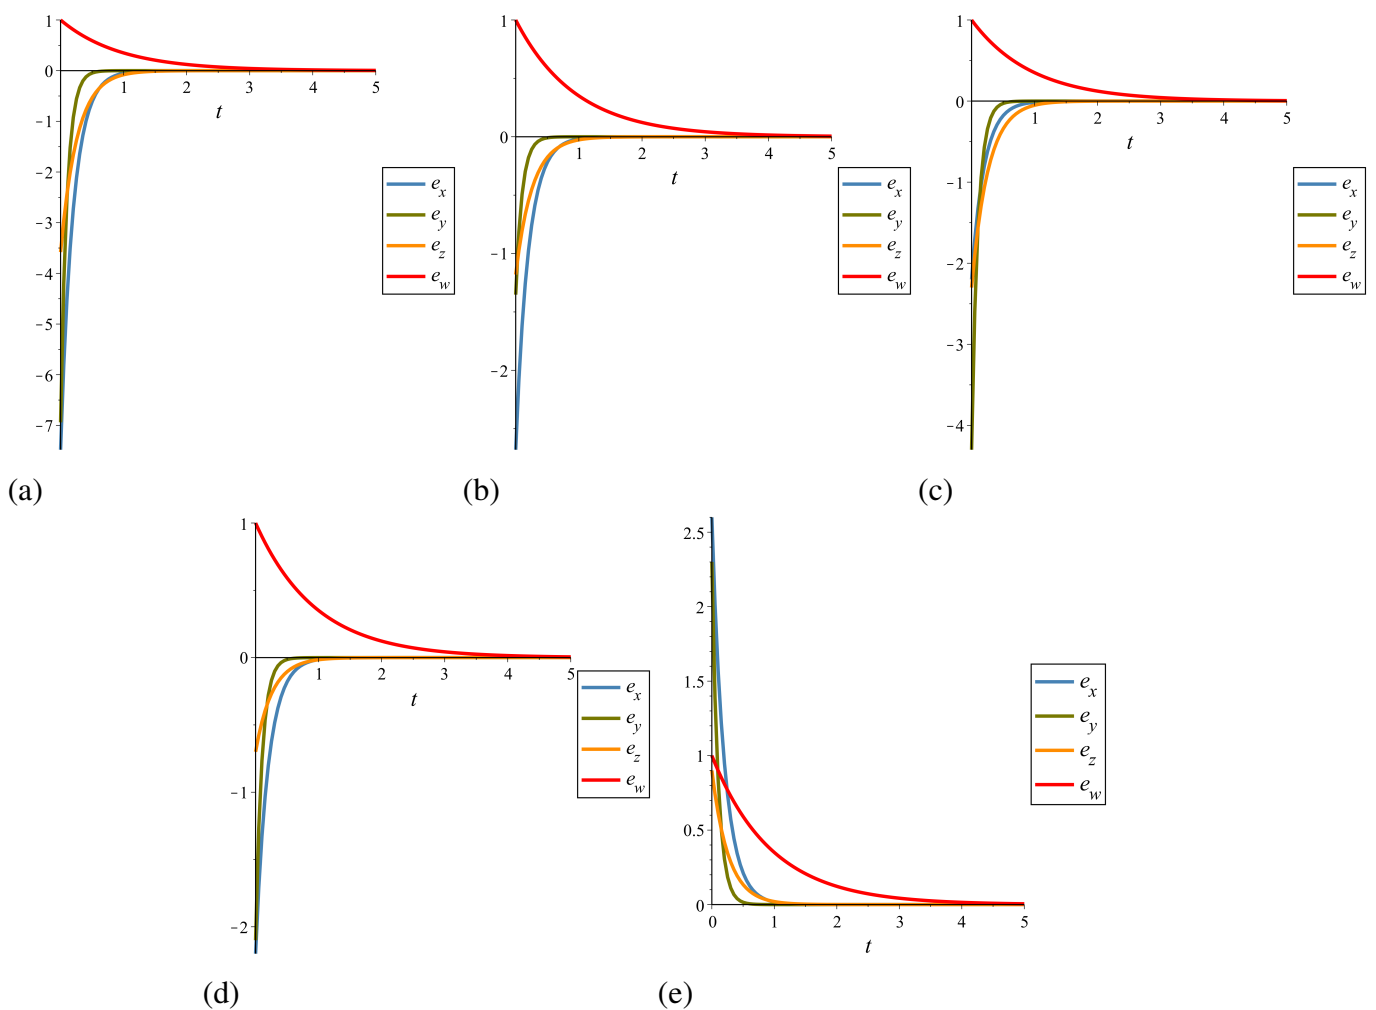 1
0
−1
−2
−3
−4
−5
−6
−7
1 2 3 4 5
t
e_x
e_y
e_z
e_w
(a)
1
0
−1
−2
1 2 3 4 5
t
e_x
e_y
e_z
e_w
(b)
1
0
−1
−2
−3
−4
1 2 3 4 5
t
e_x
e_y
e_z
e_w
(c)
1
0
−1
−2
1 2 3 4 5
t
e_x
e_y
e_z
e_w
(d)
2.5
2
1.5
1
0.5
0
0 1 2 3 4 5
t
e_x
e_y
e_z
e_w
(e)